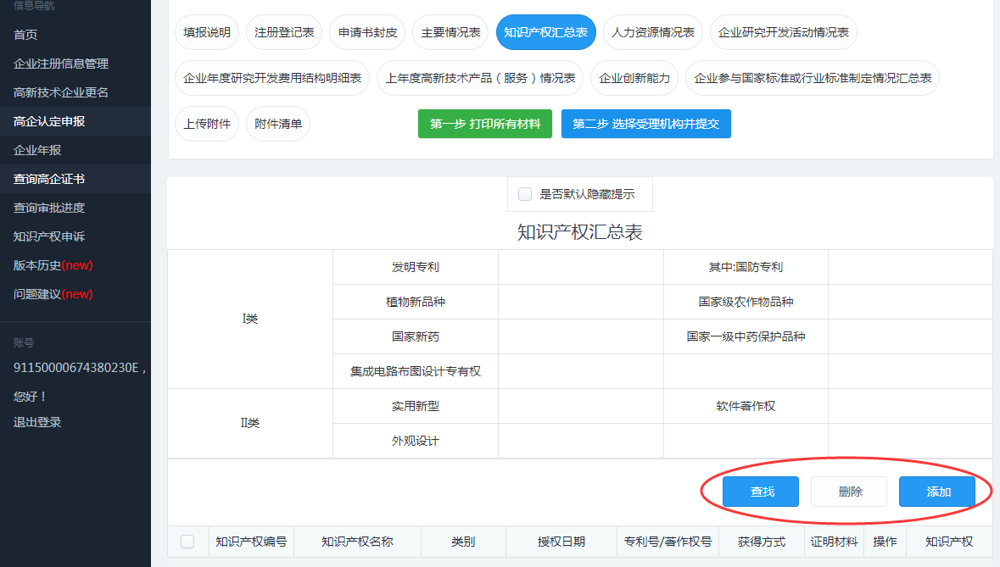 信息导航
首页
企业注册信息管理
高新技术企业更名
高企认定申报
企业年报
查询高企证书
查询审批进度
知识产权申诉
版本历史(new)
问题建议(new)
账号
91150000674380230E，
您好！
退出登录
填报说明 注册登记表 申请书封皮 主要情况表 知识产权汇总表 人力资源情况表 企业研究开发活动情况表
企业年度研究开发费用结构明细表 上年度高新技术产品（服务）情况表 企业创新能力 企业参与国家标准或行业标准制定情况汇总表
上传附件 附件清单 第一步 打印所有材料 第二步 选择受理机构并提交
是否默认隐藏提示
知识产权汇总表
I类
发明专利 其中:国防专利
植物新品种 国家级农作物品种
国家新药 国家一级中药保护品种
集成电路布图设计专有权
II类
实用新型 软件著作权
外观设计
查找 删除 添加
知识产权编号 知识产权名称 类别 授权日期 专利号/著作权号 获得方式 证明材料 操作 知识产权